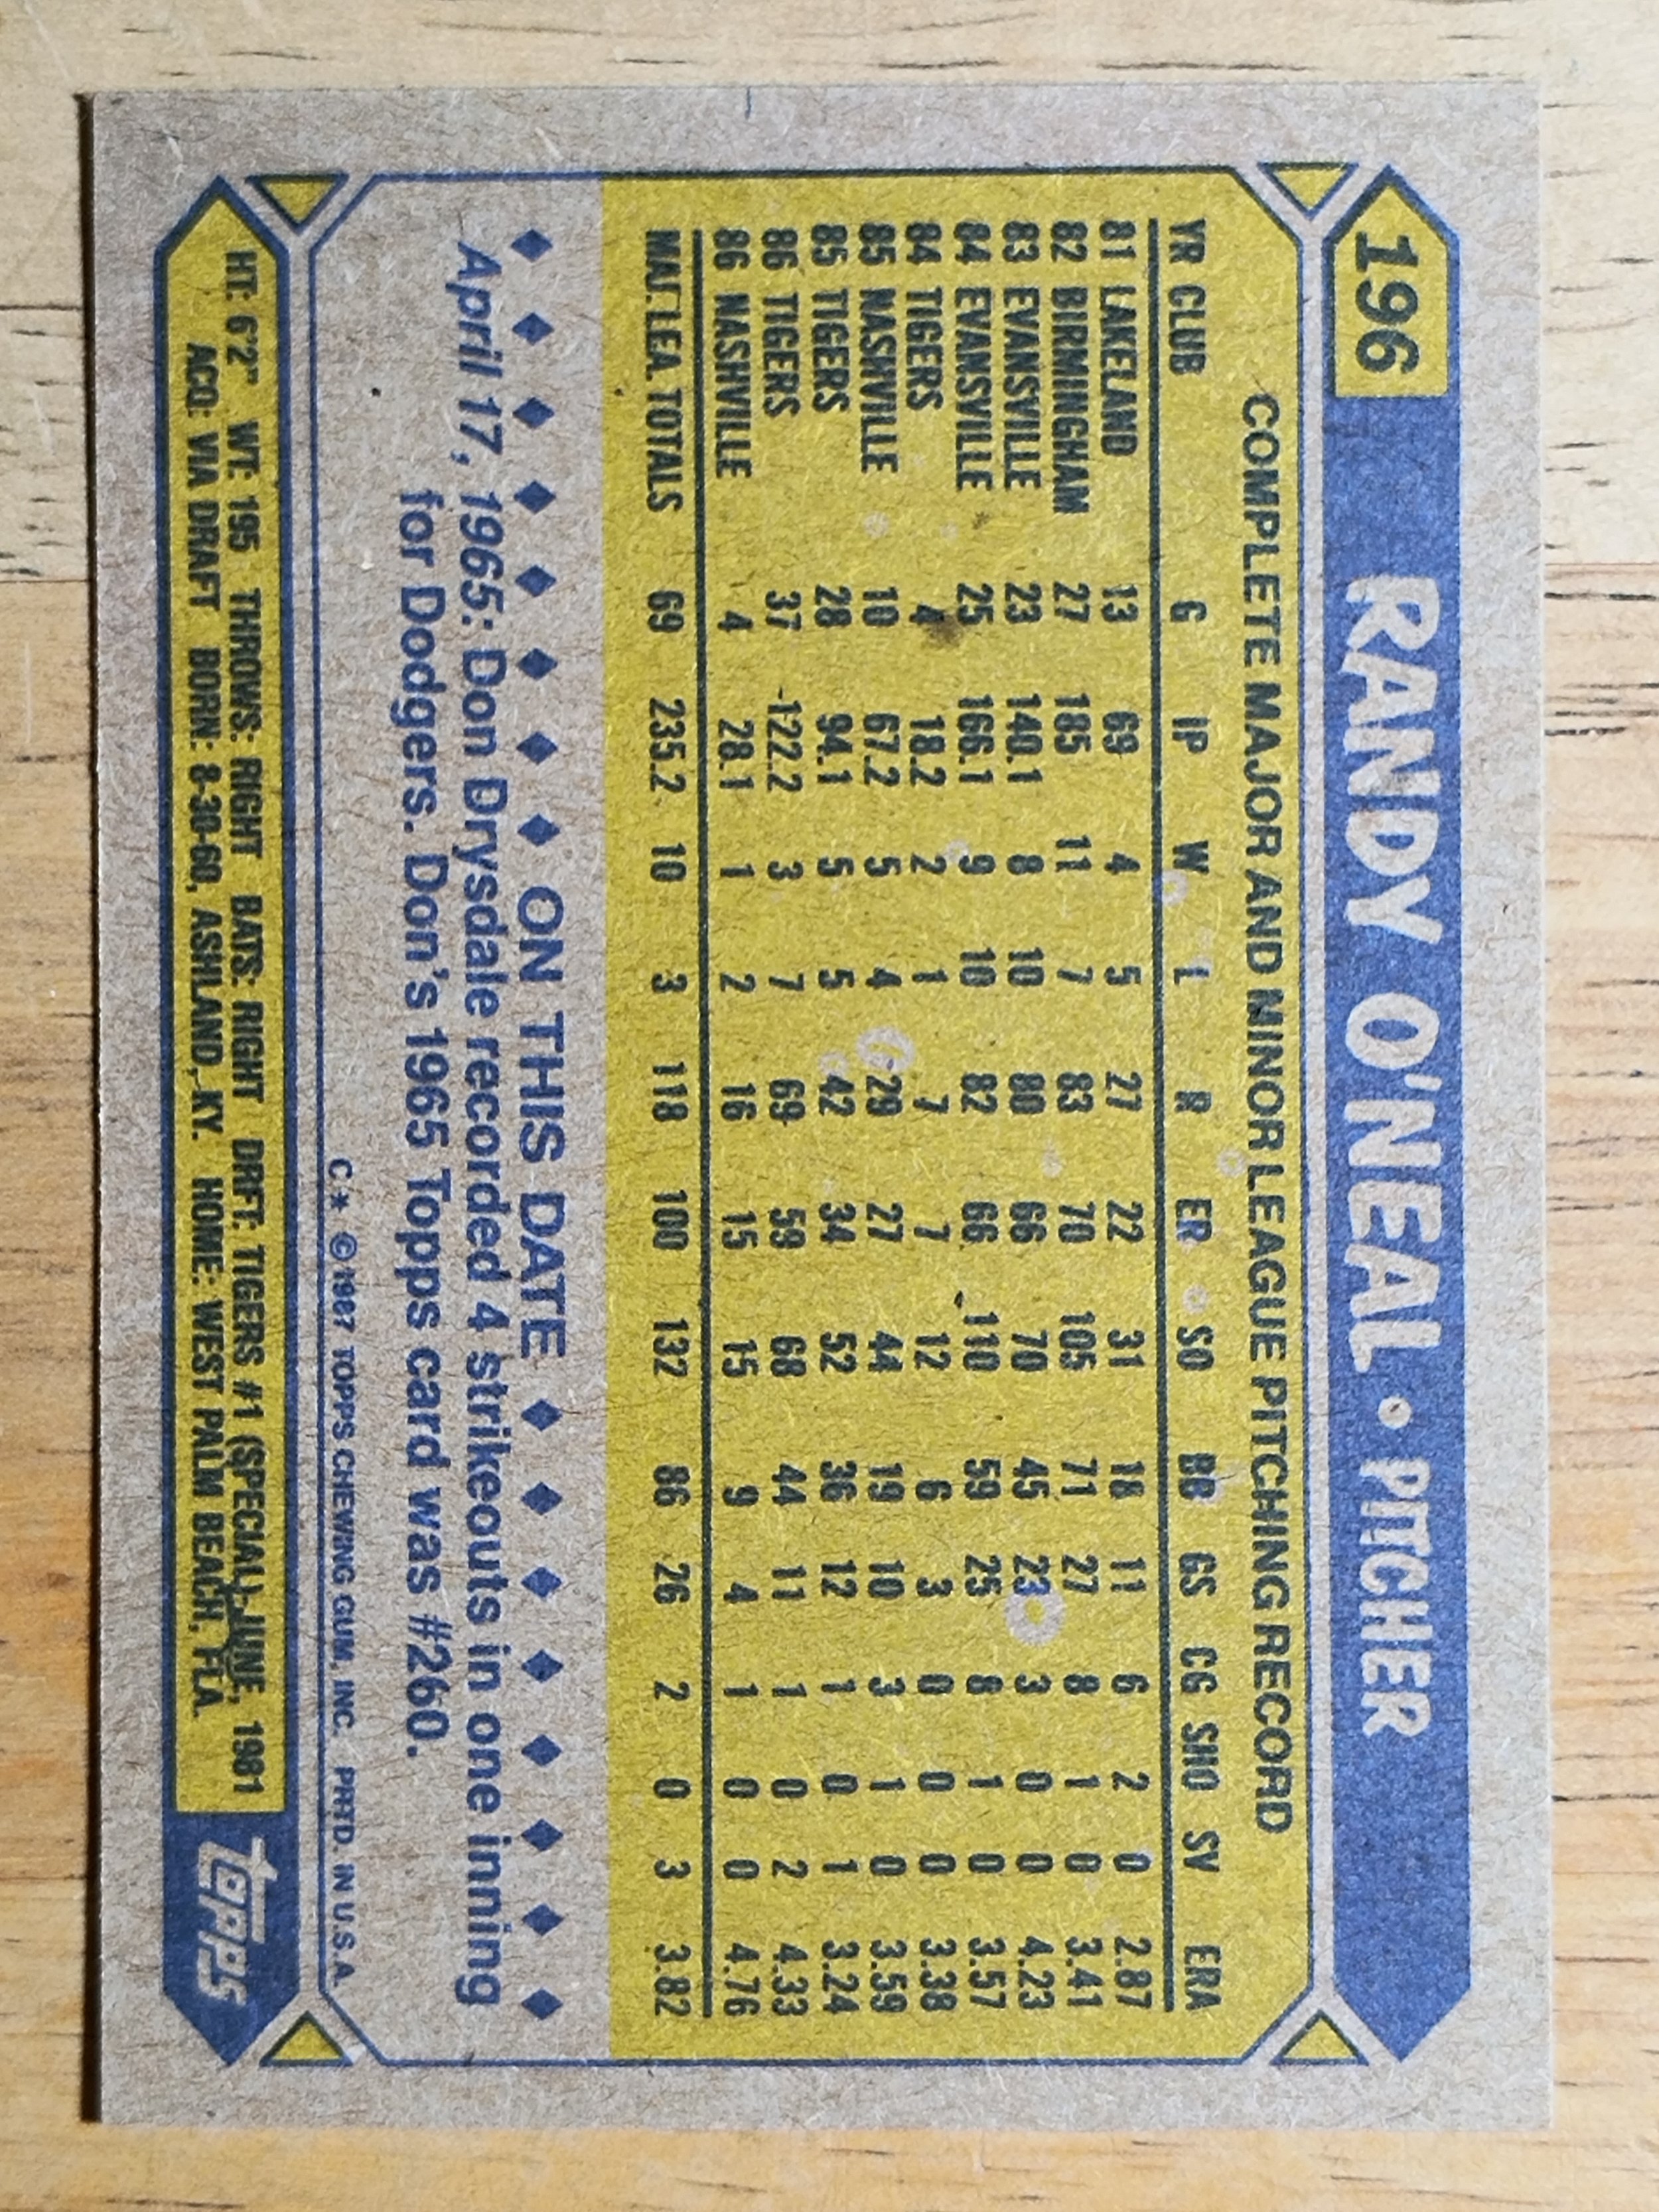 196 RANDY O'NEAL • PITCHER
COMPLETE MAJOR AND MINOR LEAGUE PITCHING RECORD
YR CLUB G IP W L R ER SO BB GS CG SHO SV ERA
81 LAKELAND 13 69 4 5 27 22 31 18 11 6 2 0 2.87
82 BIRMINGHAM 27 185 11 7 83 70 105 71 27 8 1 0 3.41
83 EVANSVILLE 23 140.1 8 10 80 66 70 45 23 3 0 0 4.23
84 EVANSVILLE 25 166.1 9 10 82 66 110 59 25 8 1 0 3.57
84 TIGERS 4 18.2 2 1 7 7 12 6 3 0 0 0 3.38
85 NASHVILLE 10 67.2 5 4 29 27 44 19 10 3 1 0 3.59
85 TIGERS 28 94.1 5 5 42 34 52 36 12 1 0 1 3.24
86 TIGERS 37 122.2 3 7 69 59 68 44 11 1 0 2 4.33
86 NASHVILLE 4 28.1 1 2 16 15 15 9 4 1 0 0 4.76
MAJ. LEA. TOTALS 69 235.2 10 3 118 100 132 86 26 2 0 3 3.82
ON THIS DATE
April 17, 1965: Don Drysdale recorded 4 strikeouts in one inning
for Dodgers. Don's 1965 Topps card was #260.
C* © 1987 TOPPS CHEWING GUM, INC. PRTD. IN U.S.A.
HT: 6'2" WT: 195 THROWS: RIGHT BATS: RIGHT DRFT: TIGERS #1 (SPECIAL)-JUNE, 1981
ACQ: VIA DRAFT BORN: 8-30-60, ASHLAND, KY. HOME: WEST PALM BEACH, FLA.
topps